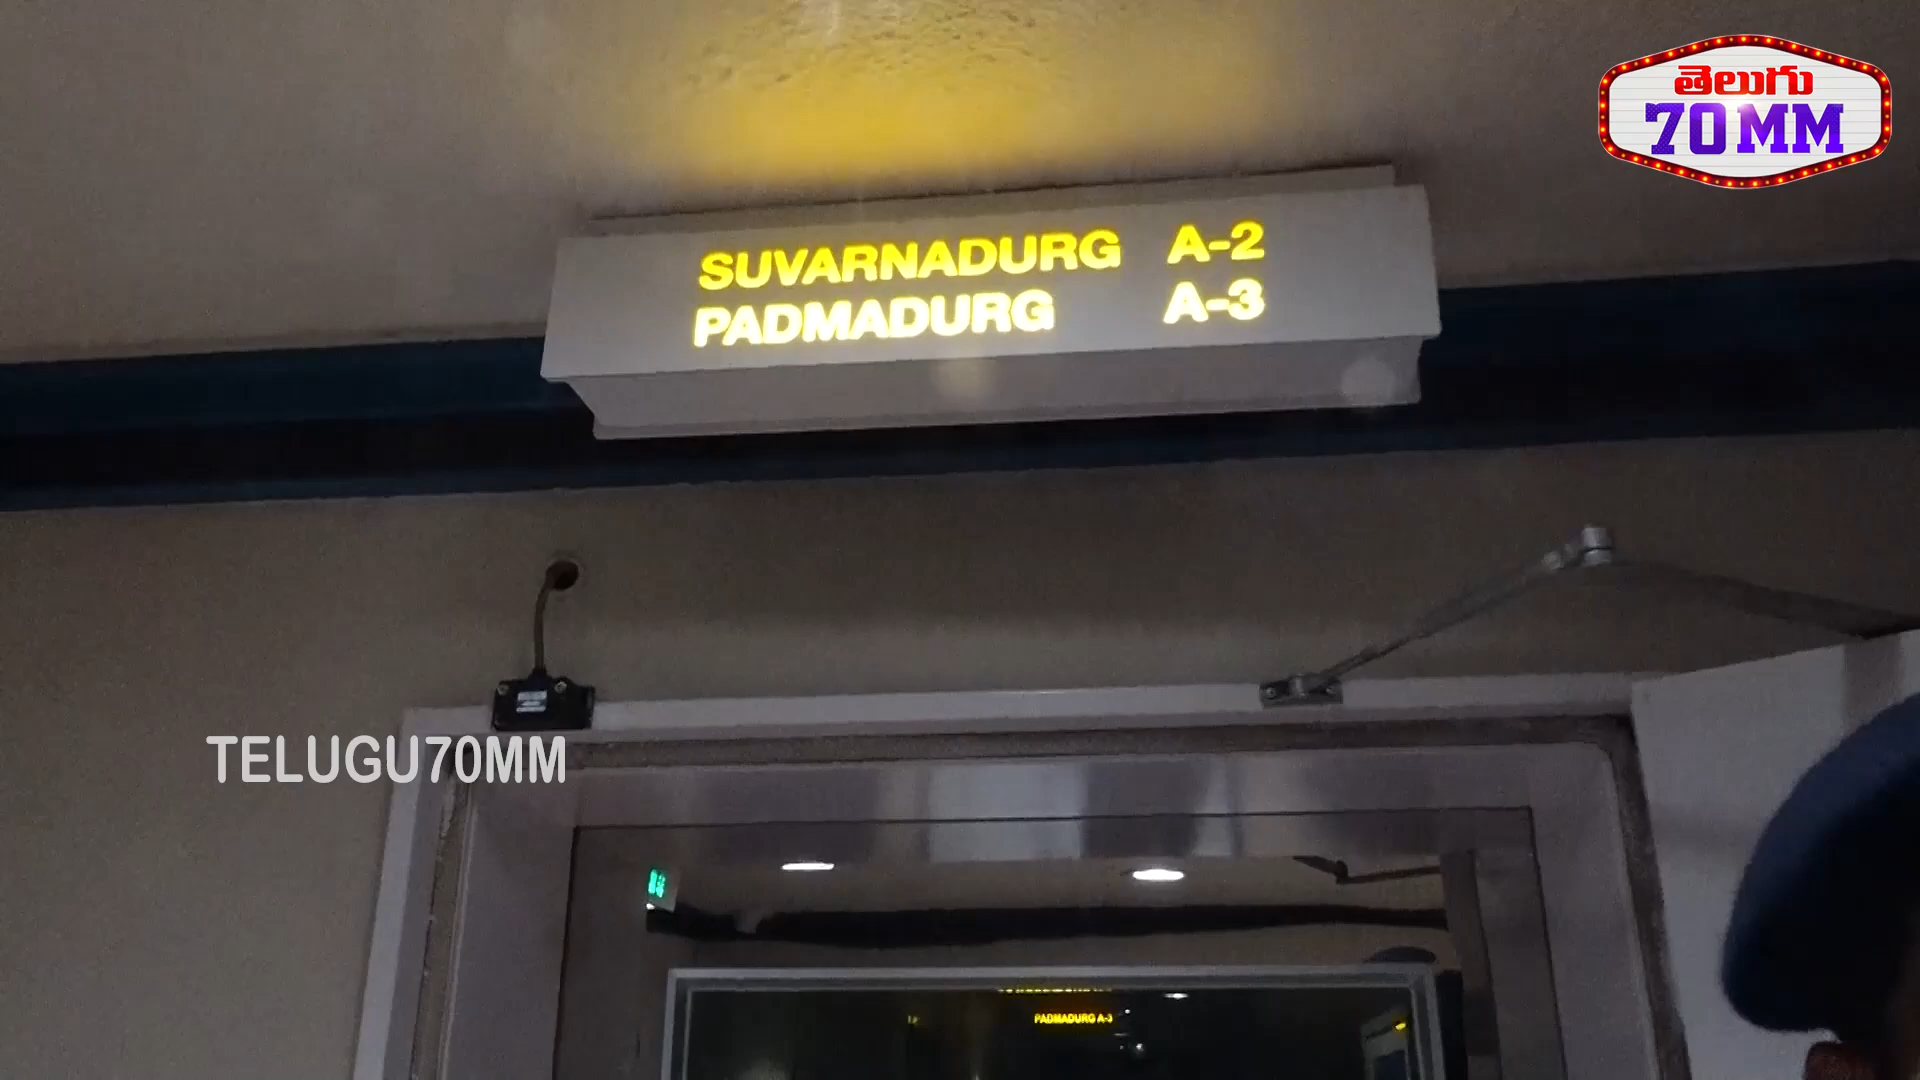 తెలుగు
70MM
SUVARNADURG A-2
PADMADURG A-3
TELUGU70MM
PADMADURG A-3